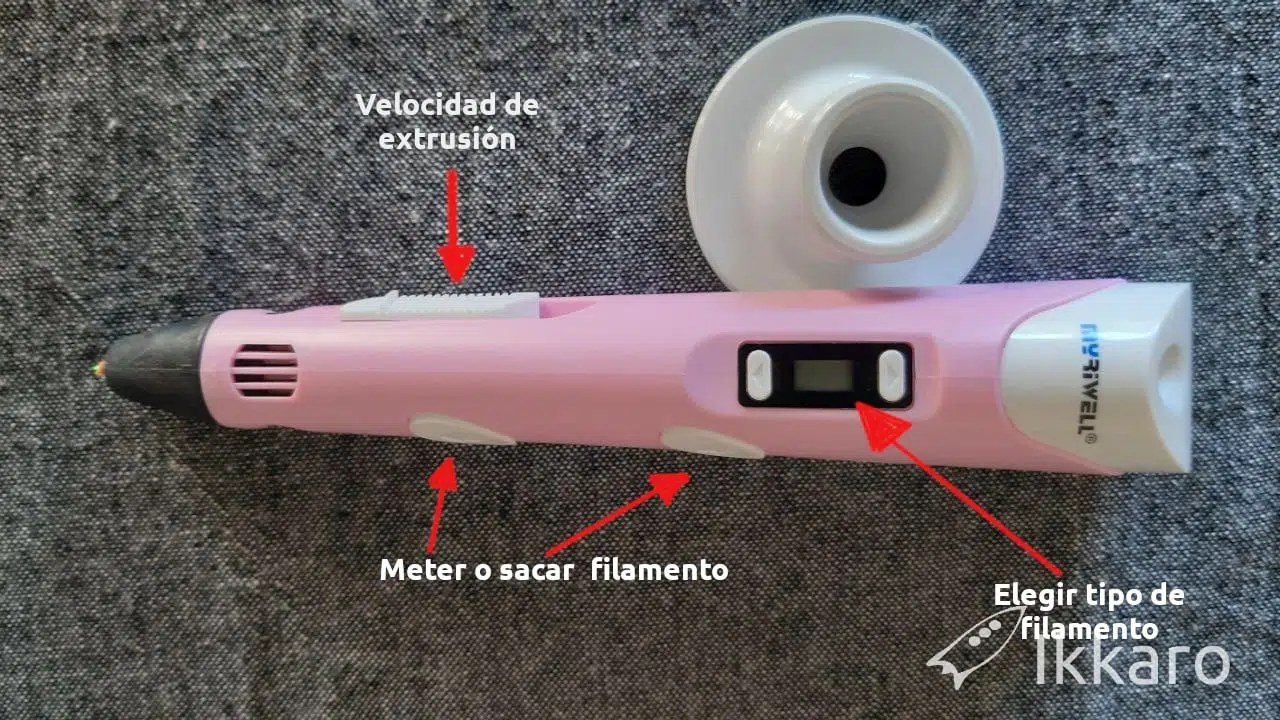 Velocidad de
extrusión
MYRIWELL®
Meter o sacar filamento
Elegir tipo de
filamento
Ikkaro